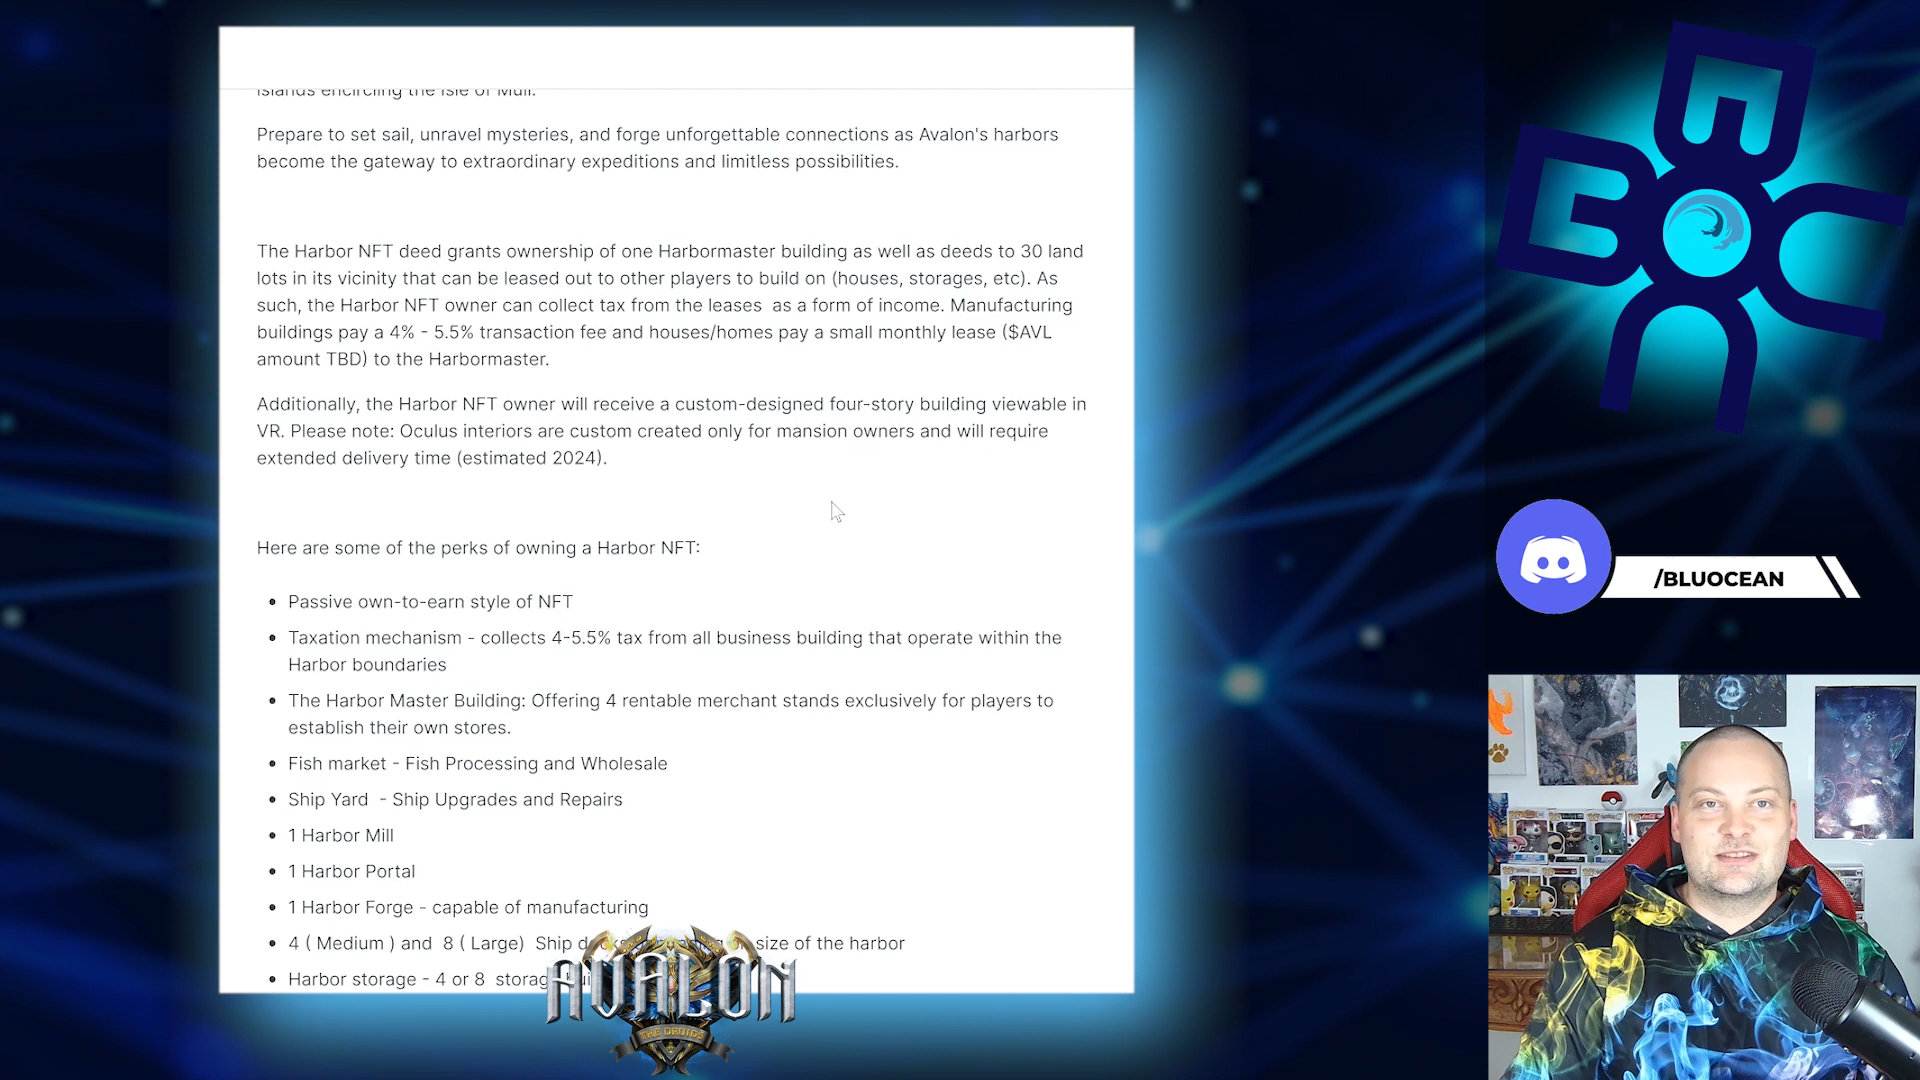 islands encircling the Isle of Mull.
Prepare to set sail, unravel mysteries, and forge unforgettable connections as Avalon's harbors
become the gateway to extraordinary expeditions and limitless possibilities.
The Harbor NFT deed grants ownership of one Harbormaster building as well as deeds to 30 land
lots in its vicinity that can be leased out to other players to build on (houses, storages, etc). As
such, the Harbor NFT owner can collect tax from the leases as a form of income. Manufacturing
buildings pay a 4% - 5.5% transaction fee and houses/homes pay a small monthly lease ($AVL
amount TBD) to the Harbormaster.
Additionally, the Harbor NFT owner will receive a custom-designed four-story building viewable in
VR. Please note: Oculus interiors are custom created only for mansion owners and will require
extended delivery time (estimated 2024).
Here are some of the perks of owning a Harbor NFT:
• Passive own-to-earn style of NFT
• Taxation mechanism - collects 4-5.5% tax from all business building that operate within the
Harbor boundaries
• The Harbor Master Building: Offering 4 rentable merchant stands exclusively for players to
establish their own stores.
• Fish market - Fish Processing and Wholesale
• Ship Yard - Ship Upgrades and Repairs
• 1 Harbor Mill
• 1 Harbor Portal
• 1 Harbor Forge - capable of manufacturing
• 4 ( Medium ) and 8 ( Large) Ship size of the harbor
• Harbor storage - 4 or 8
AVALON
THE DRUIDS
/BLUOCEAN